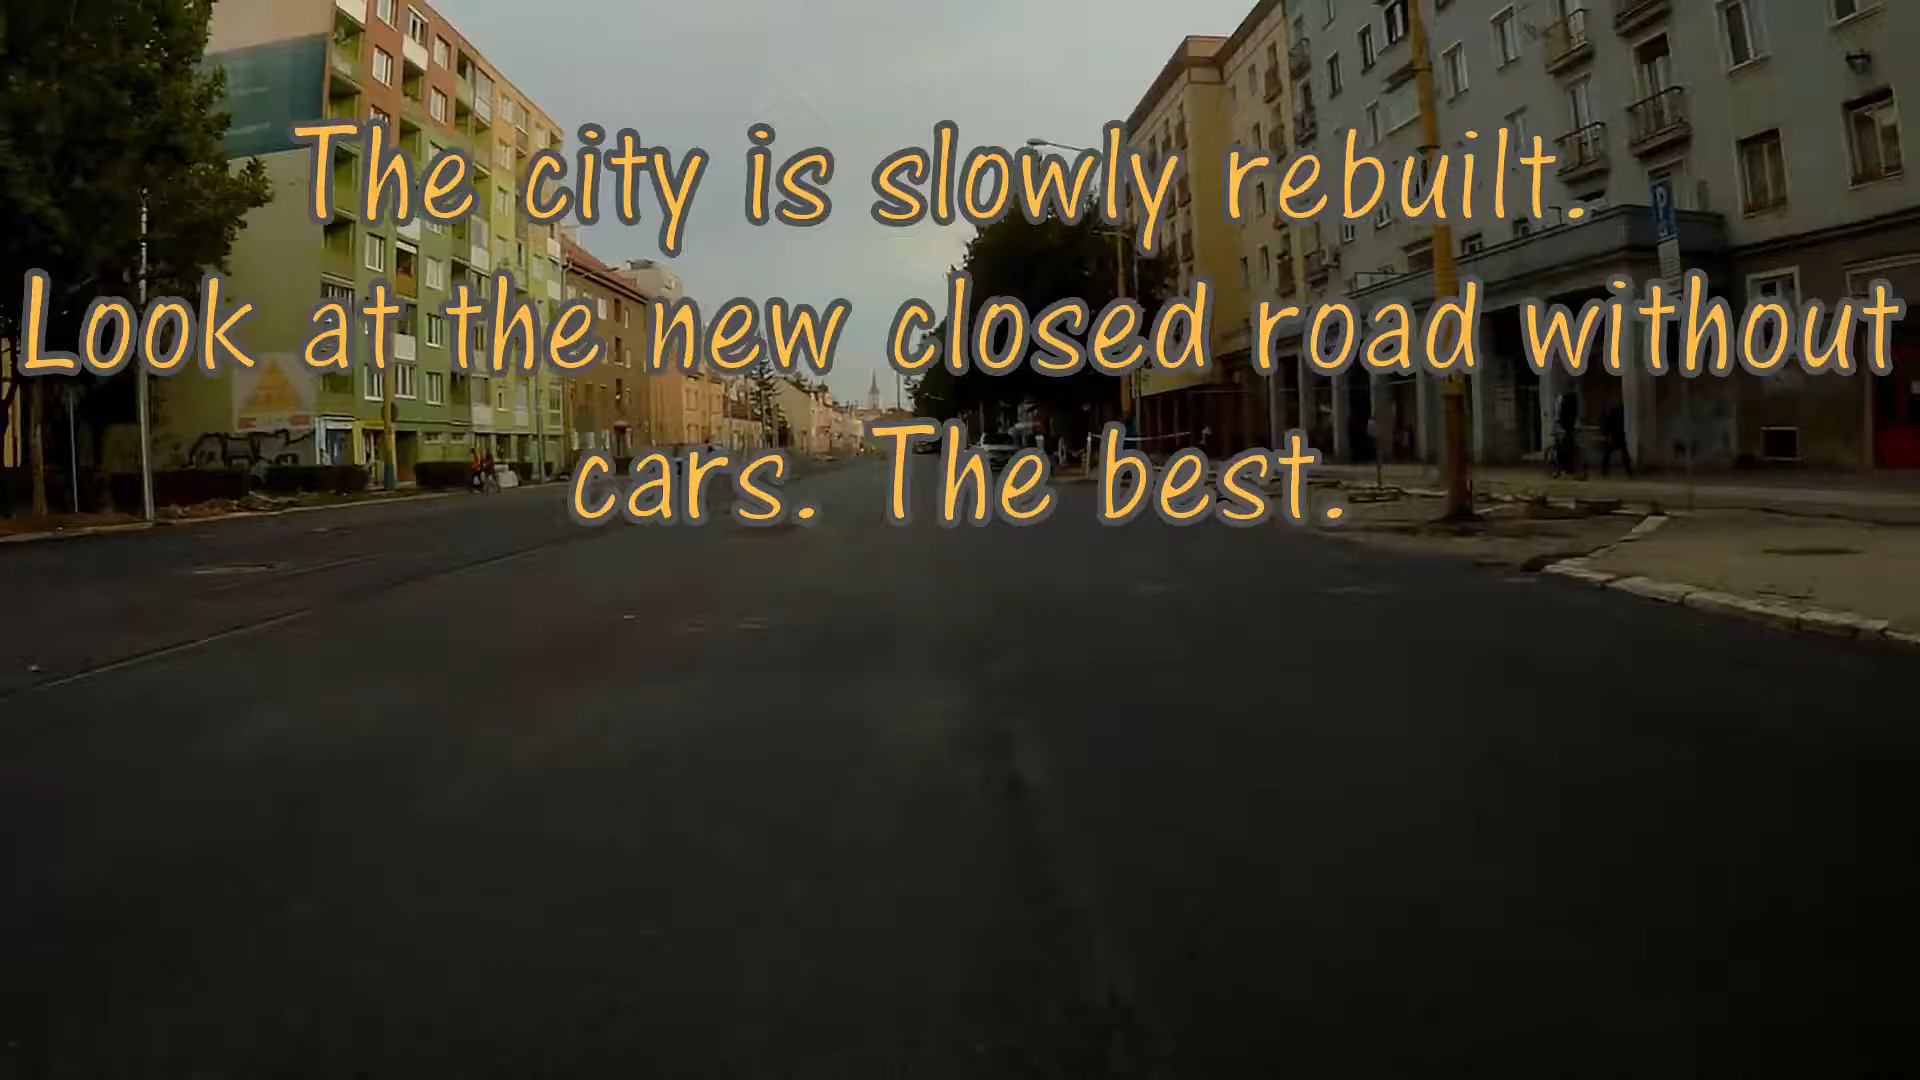 The city is slowly rebuilt.
Look at the new closed road without
cars. The best.
P